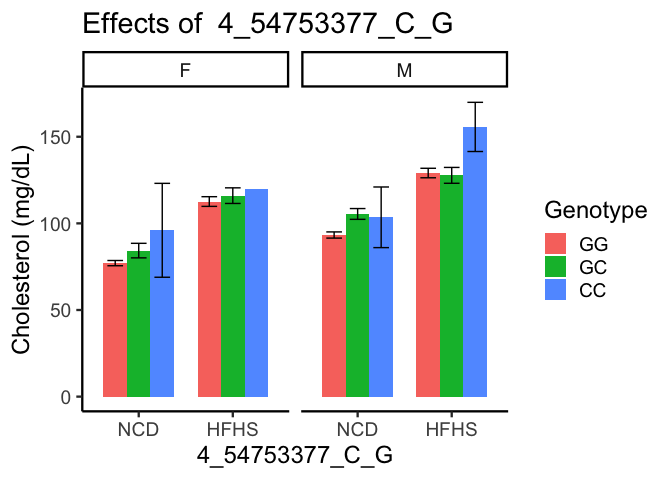 Effects of  4_54753377_C_G
F
M
Cholesterol (mg/dL)
150
100
50
0
NCD
HFHS
NCD
HFHS
4_54753377_C_G
Genotype
GG
GC
CC